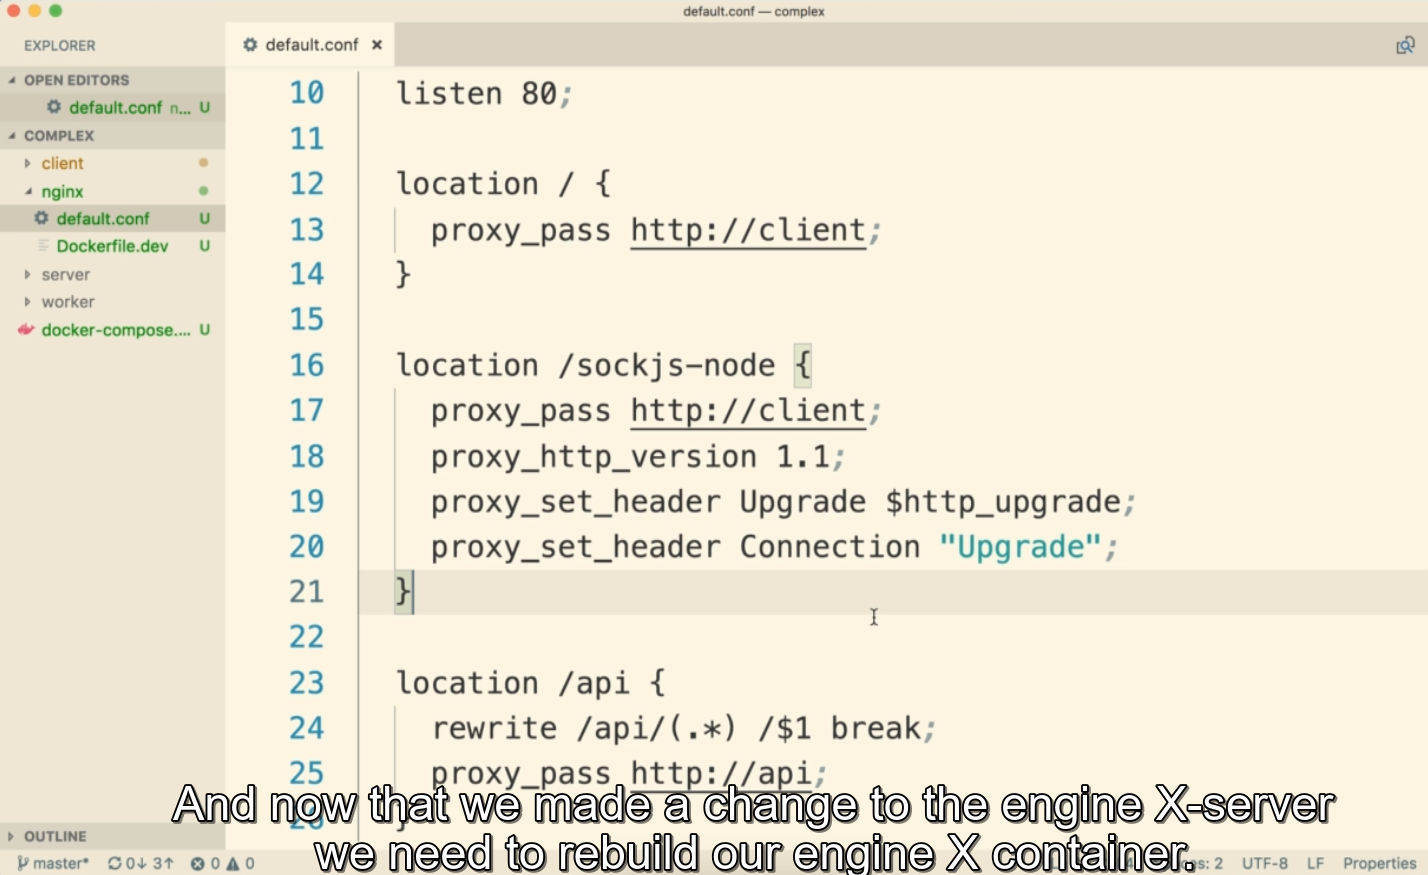 default.conf — complex
EXPLORER
default.conf ×
OPEN EDITORS
default.conf n... U
COMPLEX
client
nginx
default.conf U
Dockerfile.dev U
server
worker
docker-compose.... U
OUTLINE
10 listen 80;
11
12 location / {
13 proxy_pass http://client;
14 }
15
16 location /sockjs-node {
17 proxy_pass http://client;
18 proxy_http_version 1.1;
19 proxy_set_header Upgrade $http_upgrade;
20 proxy_set_header Connection "Upgrade";
21 }
22
23 location /api {
24 rewrite /api/(.*) /$1 break;
25 proxy_pass http://api;
26 }
And now that we made a change to the engine X-server
we need to rebuild our engine X container.
master* 0↓ 3↑ 0 0 UTF-8 LF Properties